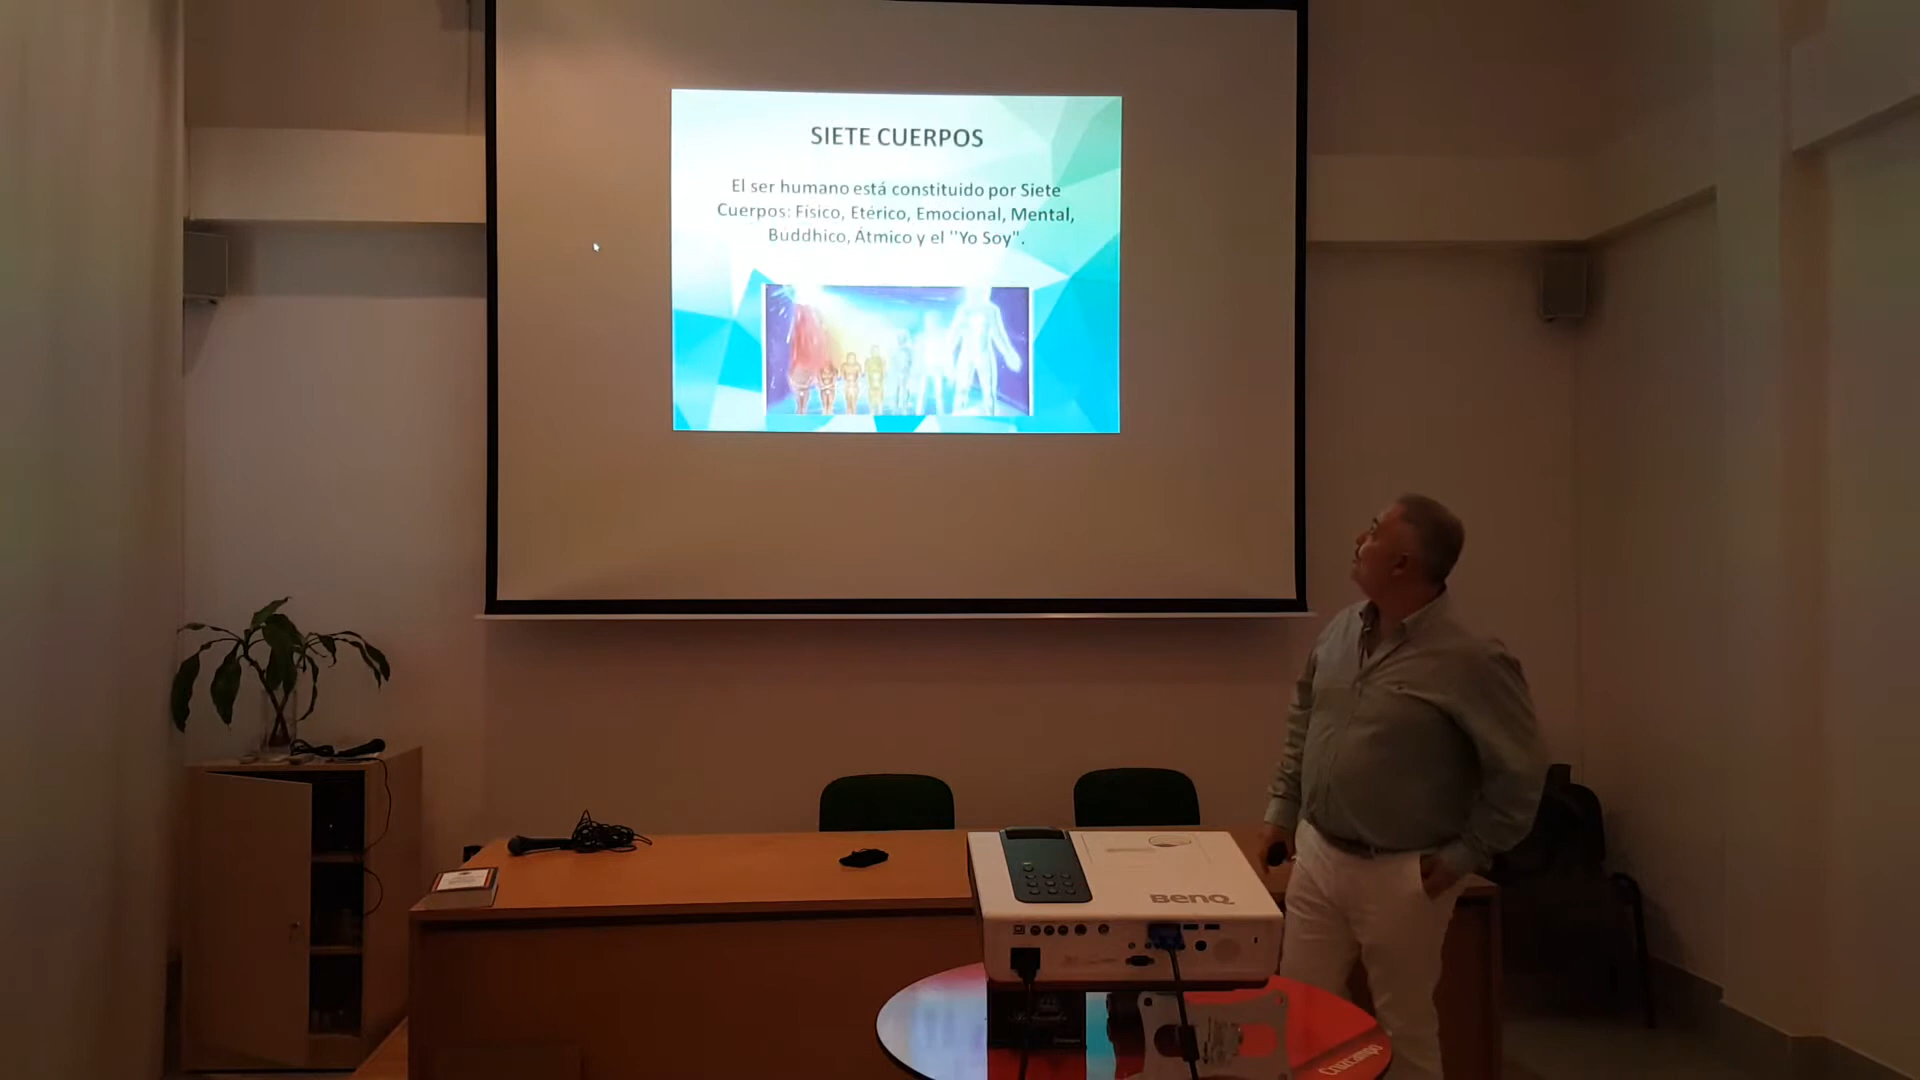 SIETE CUERPOS
El ser humano está constituido por Siete
Cuerpos: Físico, Etérico, Emocional, Mental,
Buddhico, Átmico y el "Yo Soy".
BenQ
Cruzcampo